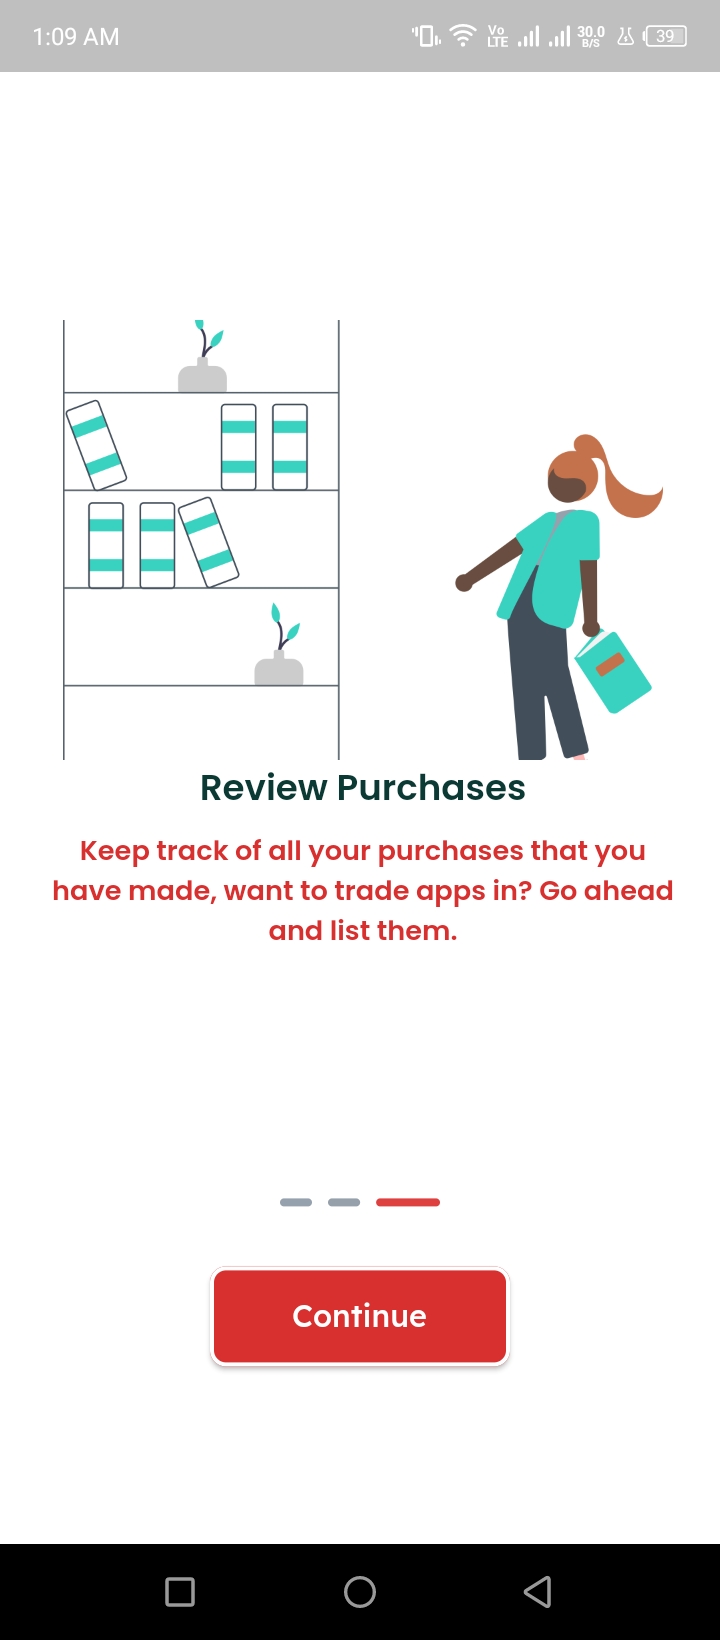 1:09 AM
Vo
LTE
30.0
B/S
39
Review Purchases
Keep track of all your purchases that you
have made, want to trade apps in? Go ahead
and list them.
Continue